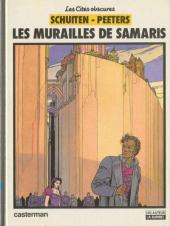 Les Cités obscures
SCHUITEN - PEETERS
LES MURAILLES DE SAMARIS
casterman